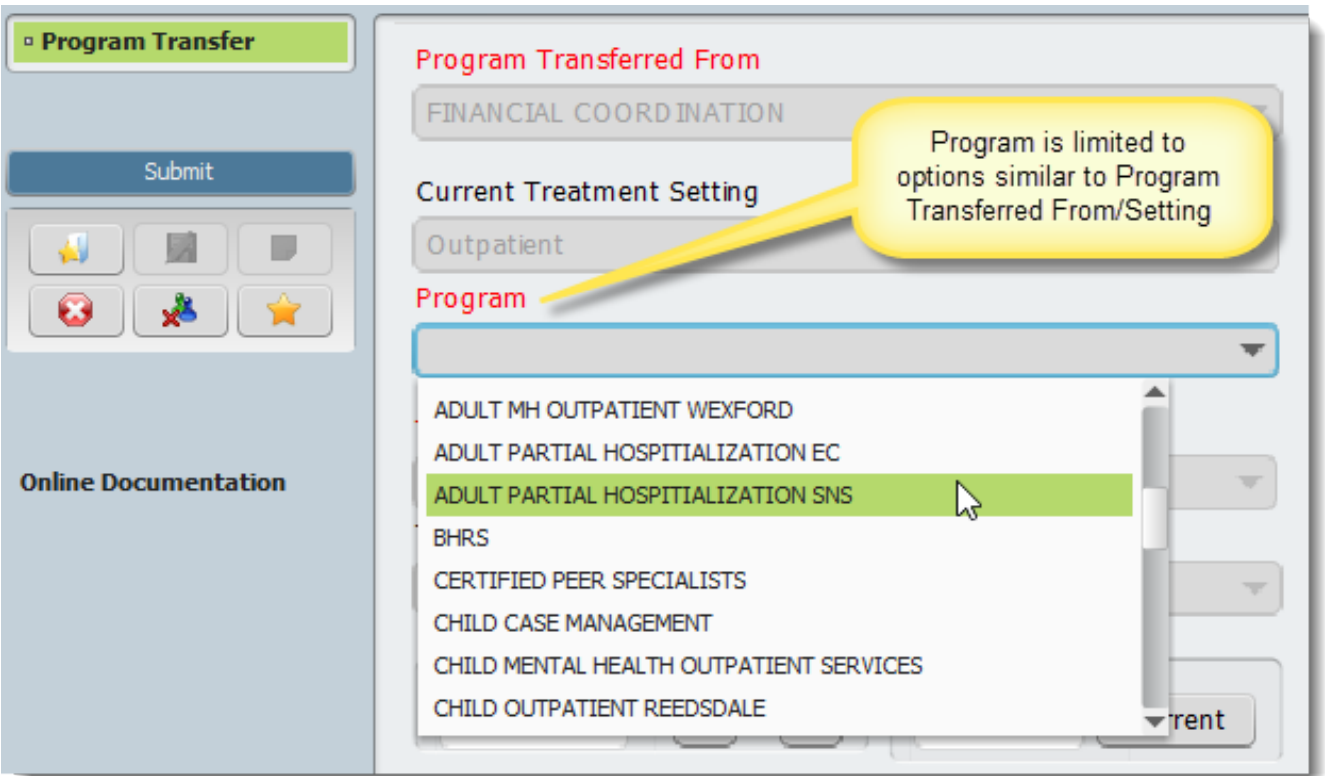 Program Transfer
Submit
Online Documentation
Program Transferred From
FINANCIAL COORDINATION
Current Treatment Setting
Outpatient
Program is limited to
options similar to Program
Transferred From/Setting
Program
ADULT MH OUTPATIENT WEXFORD
ADULT PARTIAL HOSPITIALIZATION EC
ADULT PARTIAL HOSPITIALIZATION SNS
BHRS
CERTIFIED PEER SPECIALISTS
CHILD CASE MANAGEMENT
CHILD MENTAL HEALTH OUTPATIENT SERVICES
CHILD OUTPATIENT REEDSDALE
rrent